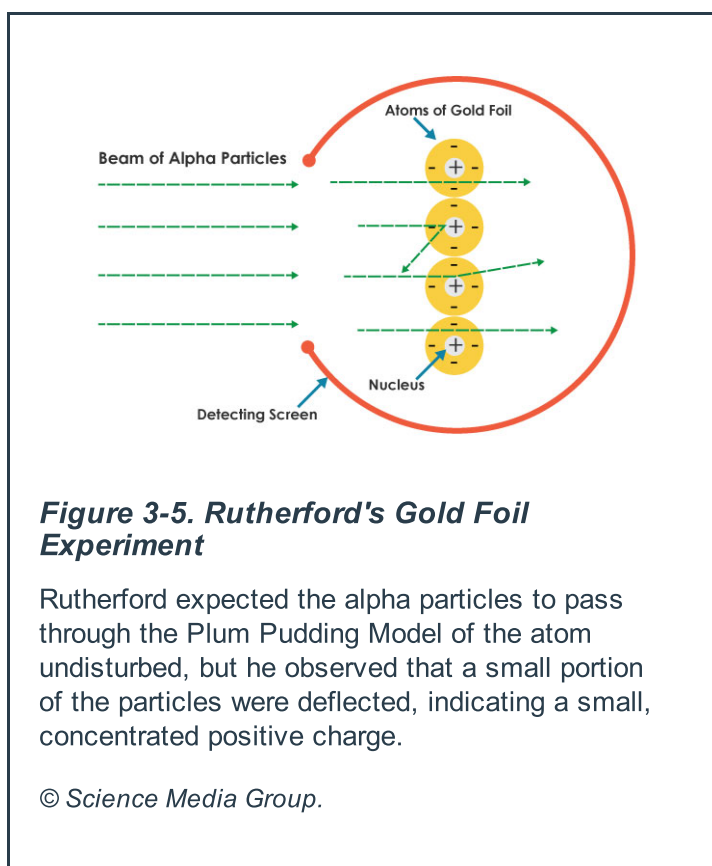 Atoms of Gold Foil
Beam of Alpha Particles
-
- + -
-
-
- + -
-
-
- + -
-
-
- + -
-
Nucleus
Detecting Screen
Figure 3-5. Rutherford's Gold Foil
Experiment
Rutherford expected the alpha particles to pass
through the Plum Pudding Model of the atom
undisturbed, but he observed that a small portion
of the particles were deflected, indicating a small,
concentrated positive charge.
© Science Media Group.